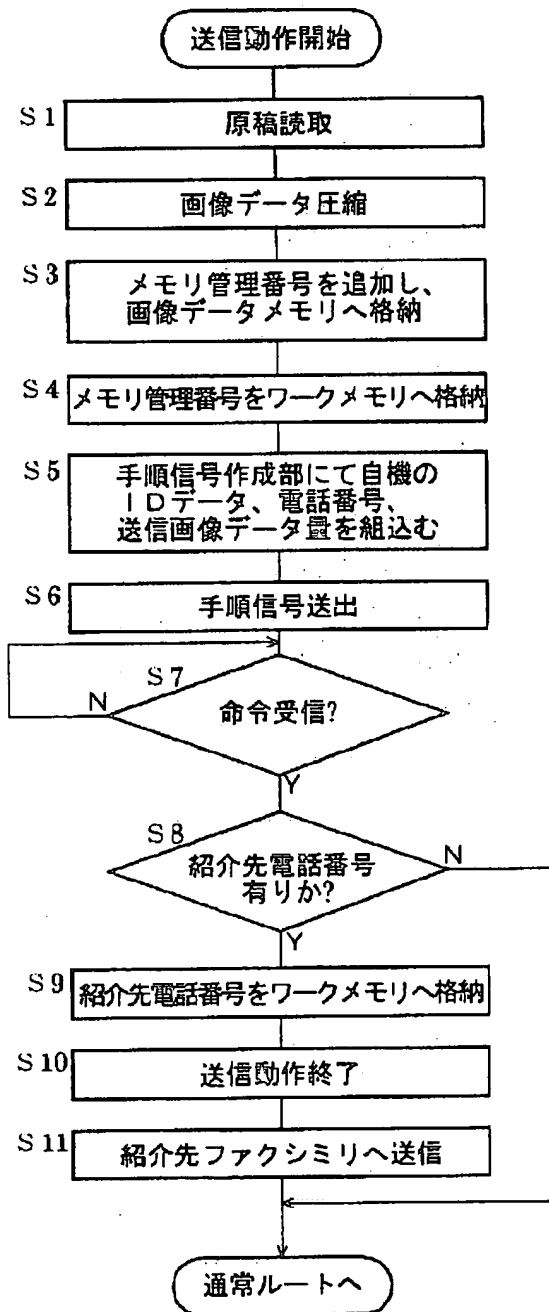 送信動作開始
S1
原稿読取
S2
画像データ圧縮
S3
メモリ管理番号を追加し、
画像データメモリへ格納
S4
メモリ管理番号をワークメモリへ格納
S5
手順信号作成部にて自機の
IDデータ、電話番号、
送信画像データ量を組込む
S6
手順信号送出
S7
N
命令受信?
Y
S8
紹介先電話番号
有りか?
N
Y
S9
紹介先電話番号をワークメモリへ格納
S10
送信動作終了
S11
紹介先ファクシミリへ送信
通常ルートへ